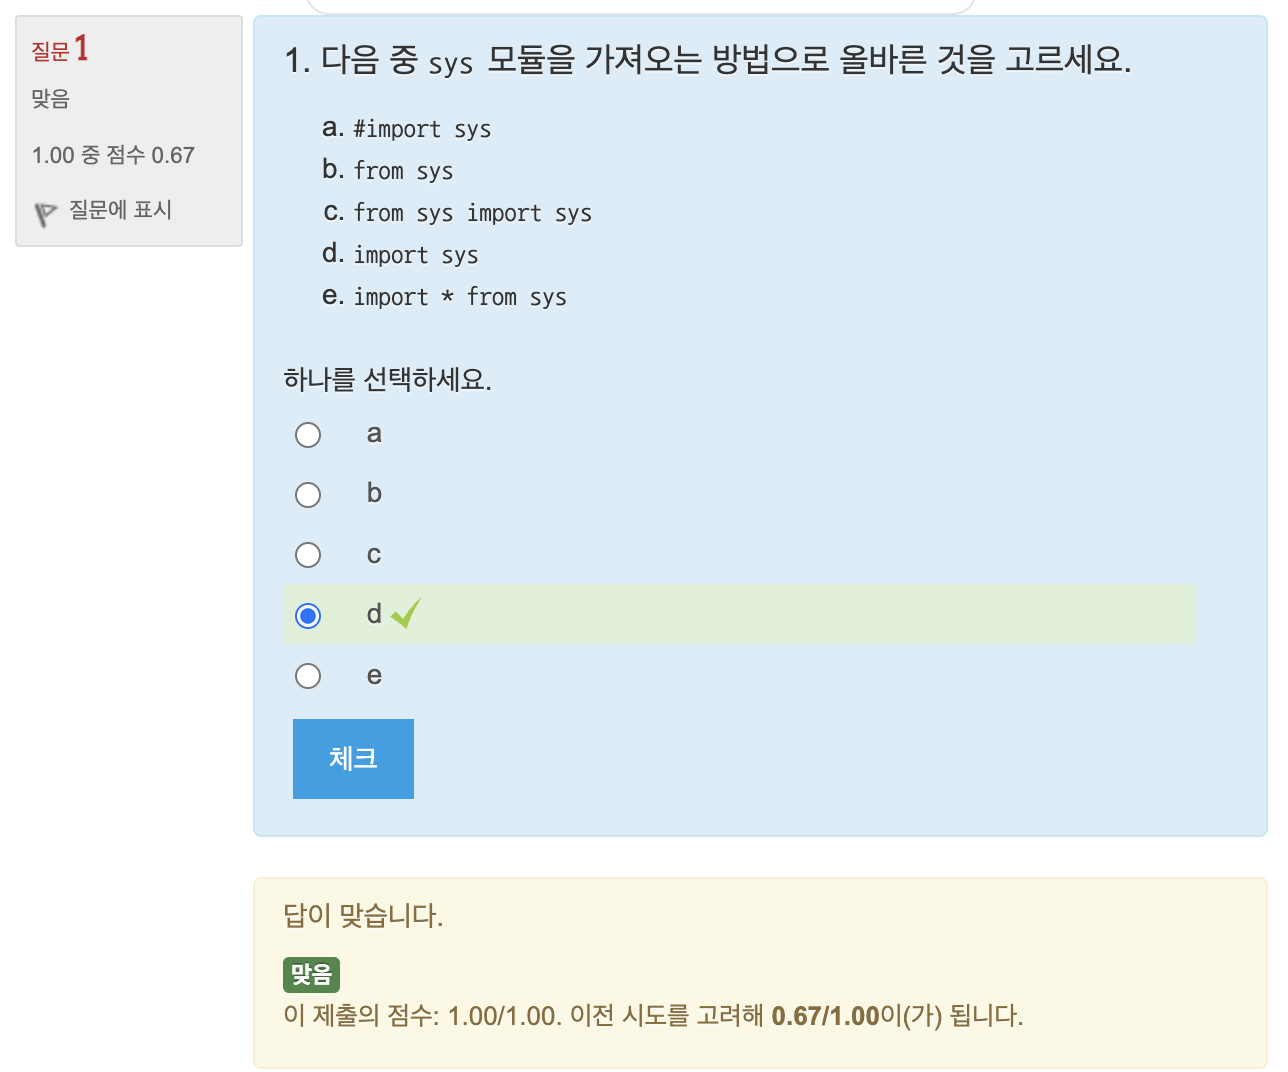 질문 1
맞음
1.00 중 점수 0.67
질문에 표시
1. 다음 중 sys 모듈을 가져오는 방법으로 올바른 것을 고르세요.
a. #import sys
b. from sys
c. from sys import sys
d. import sys
e. import * from sys
하나를 선택하세요.
a
b
c
d
e
체크
답이 맞습니다.
맞음
이 제출의 점수: 1.00/1.00. 이전 시도를 고려해 0.67/1.00이(가) 됩니다.